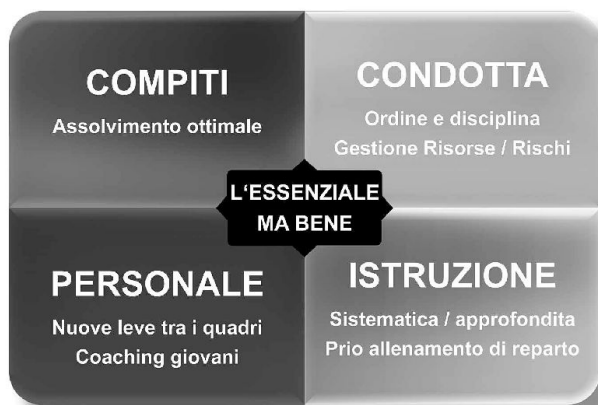 COMPITI
Assolvimento ottimale
CONDOTTA
Ordine e disciplina
Gestione Risorse / Rischi
L'ESSENZIALE
MA BENE
PERSONALE
Nuove leve tra i quadri
Coaching giovani
ISTRUZIONE
Sistematica / approfondita
Prio allenamento di reparto